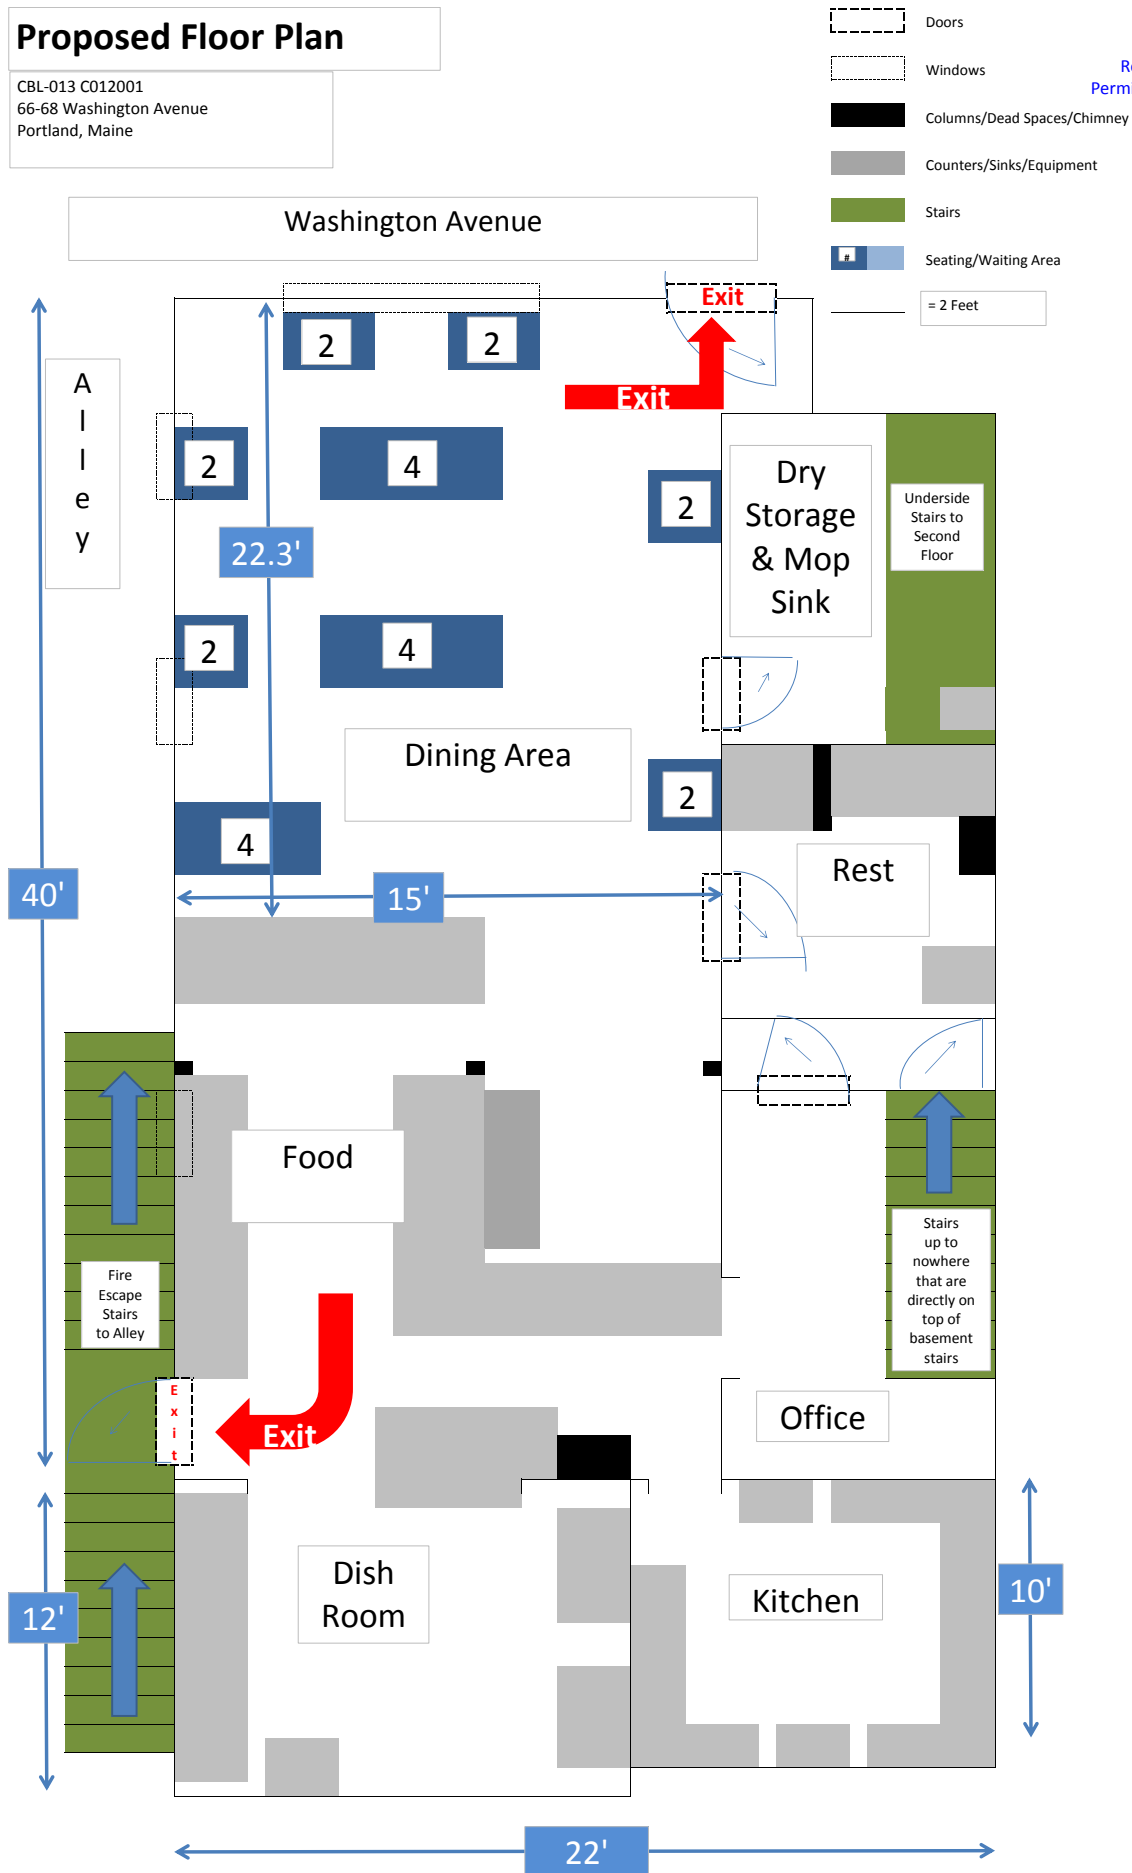 Proposed Floor Plan
CBL-013 C012001
66-68 Washington Avenue
Portland, Maine
Doors
Windows
Columns/Dead Spaces/Chimney
Counters/Sinks/Equipment
Stairs
#
Seating/Waiting Area
= 2 Feet
Washington Avenue
Exit
Exit
A
l
l
e
y
2
2
2
4
2
22.3'
Dry
Storage
& Mop
Sink
Underside
Stairs to
Second
Floor
2
4
Dining Area
2
4
Rest
40'
15'
Food
Fire
Escape
Stairs
to Alley
Stairs
up to
nowhere
that are
directly on
top of
basement
stairs
E
x
i
t
Exit
Office
Dish
Room
Kitchen
12'
10'
22'